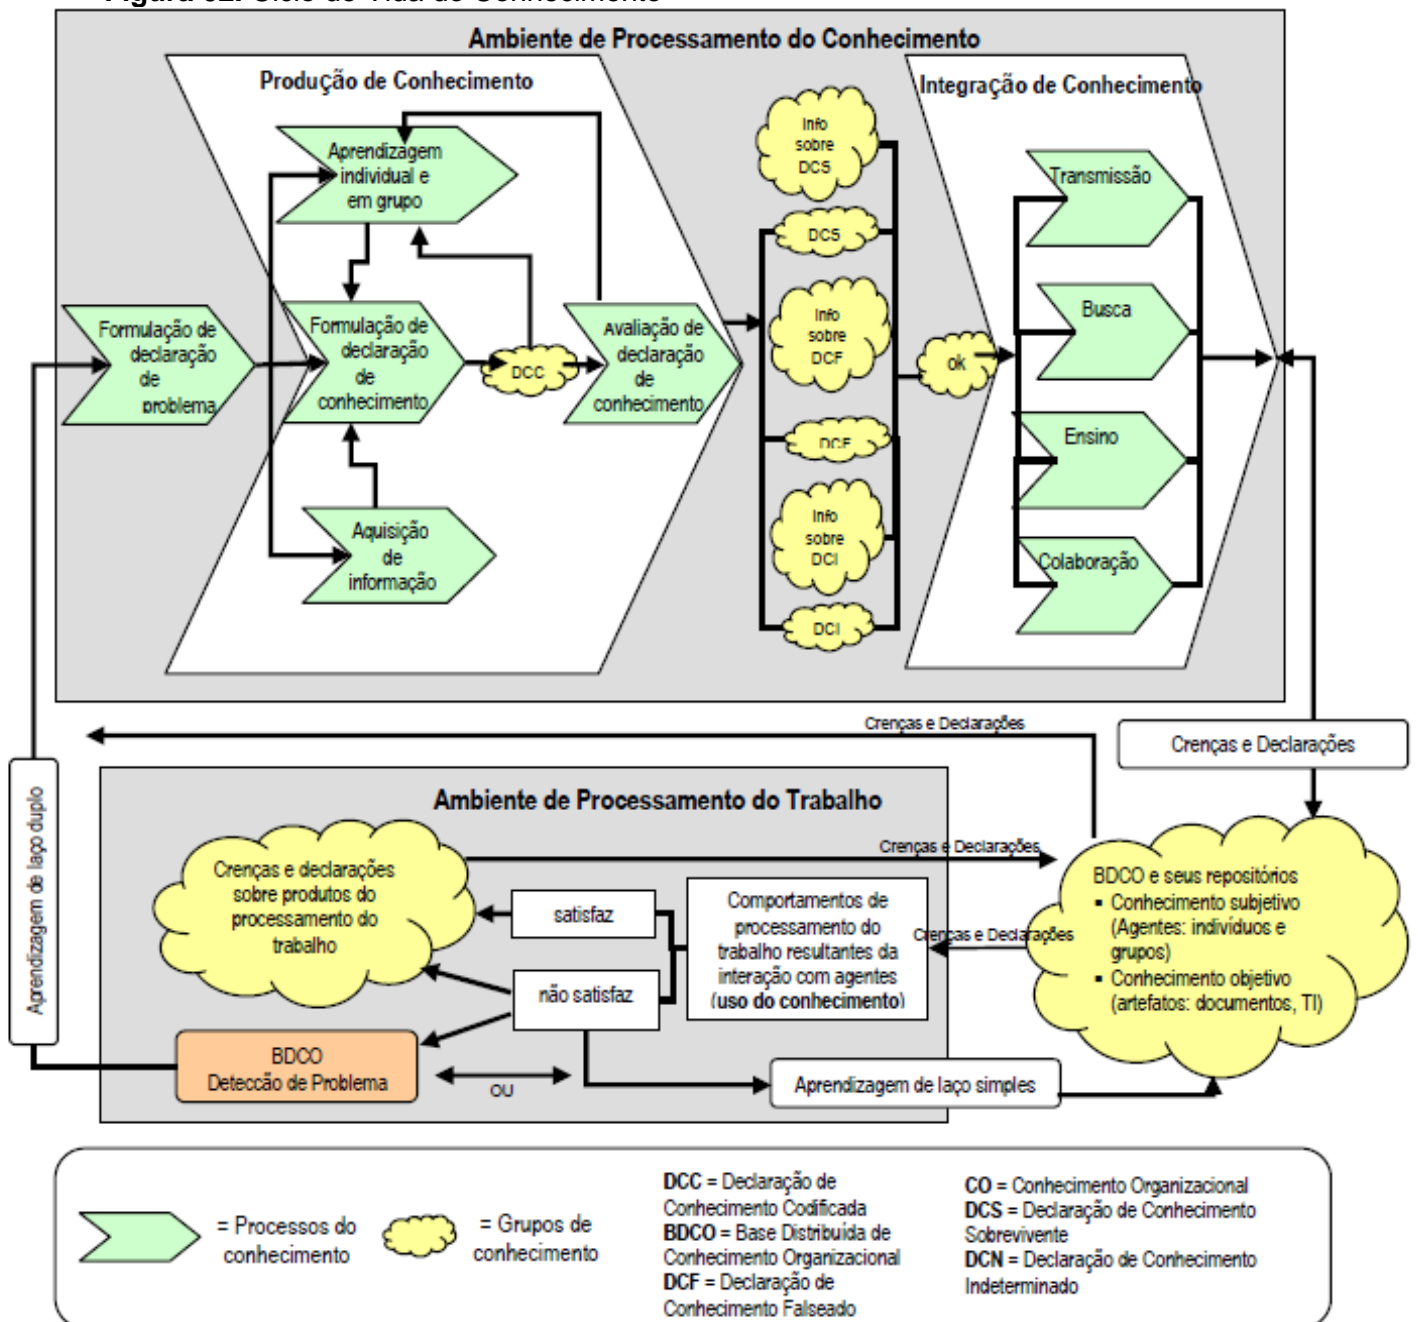 Ambiente de Processamento do Conhecimento
Produção de Conhecimento
Integração de Conhecimento
Aprendizagem
individual e
em grupo
Info
sobre
DCS
Transmissão
DCS
Formulação de
declaração
de
problema
Formulação de
declaração
de
conhecimento
DCC
Avaliação de
declaração
de
conhecimento
Info
sobre
DCF
Busca
ok
DCF
Ensino
Aquisição
de
informação
Info
sobre
DCI
Colaboração
DCI
Crenças e Declarações
Crenças e Declarações
Aprendizagem de laço duplo
Ambiente de Processamento do Trabalho
Crenças e declarações
sobre produtos do
processamento do
trabalho
Crenças e Declarações
satisfaz
não satisfaz
Comportamentos de
processamento do
trabalho resultantes da
interação com agentes
(uso do conhecimento)
Crenças e Declarações
BDCO e seus repositórios
▪ Conhecimento subjetivo
(Agentes: indivíduos e
grupos)
▪ Conhecimento objetivo
(artefatos: documentos, TI)
BDCO
Detecção de Problema
OU
Aprendizagem de laço simples
= Processos do
conhecimento
= Grupos de
conhecimento
DCC = Declaração de
Conhecimento Codificada
BDCO = Base Distribuída de
Conhecimento Organizacional
DCF = Declaração de
Conhecimento Falseado
CO = Conhecimento Organizacional
DCS = Declaração de Conhecimento
Sobrevivente
DCN = Declaração de Conhecimento
Indeterminado